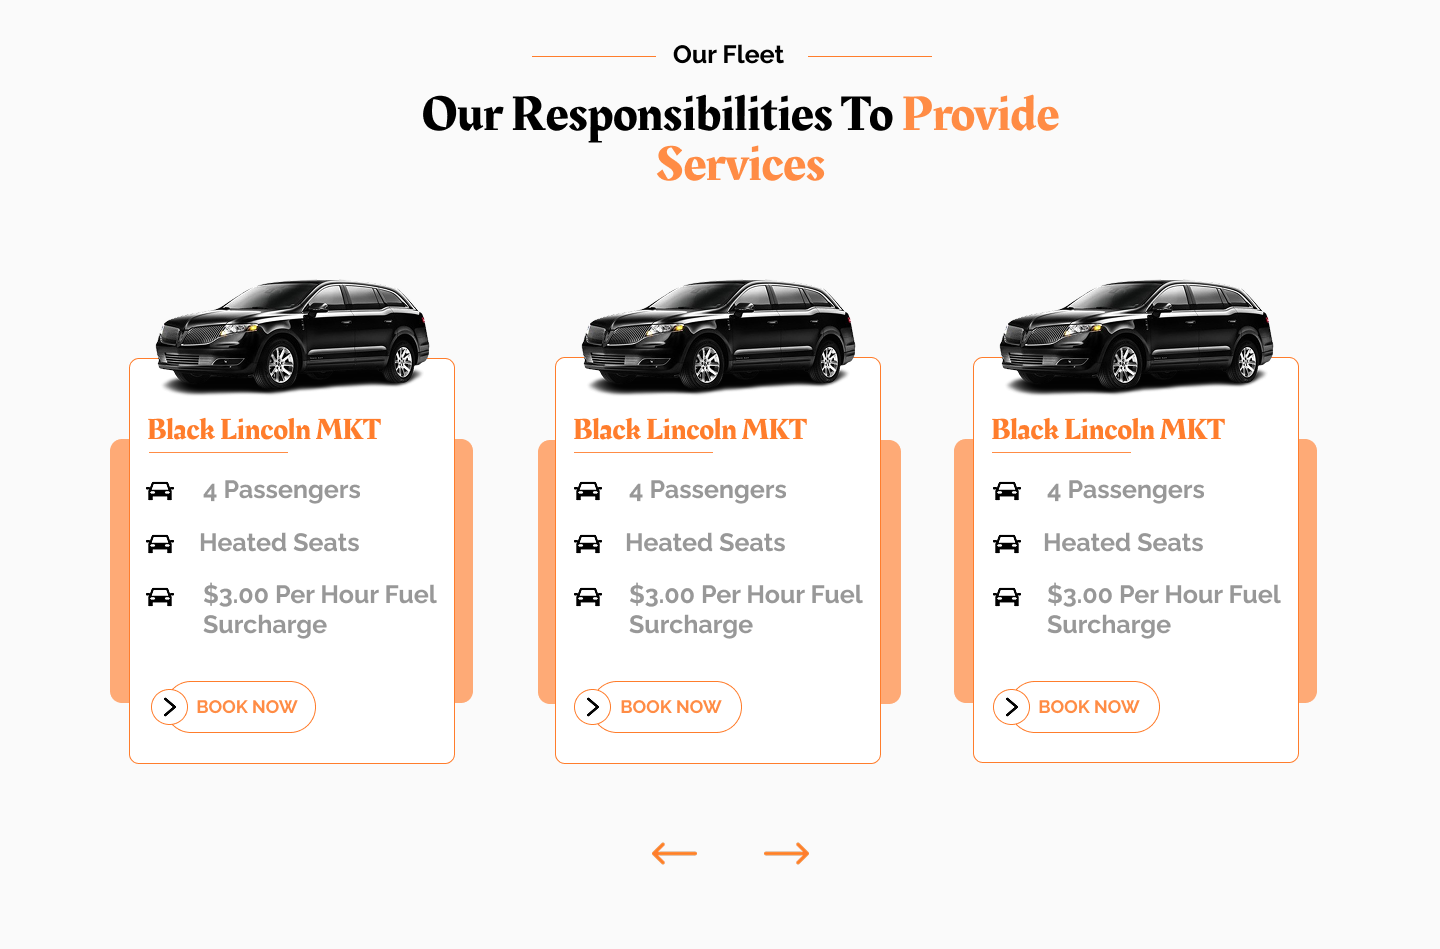 Our Fleet
Our Responsibilities To Provide
Services
Black Lincoln MKT
4 Passengers
Heated Seats
$3.00 Per Hour Fuel
Surcharge
BOOK NOW
Black Lincoln MKT
4 Passengers
Heated Seats
$3.00 Per Hour Fuel
Surcharge
BOOK NOW
Black Lincoln MKT
4 Passengers
Heated Seats
$3.00 Per Hour Fuel
Surcharge
BOOK NOW